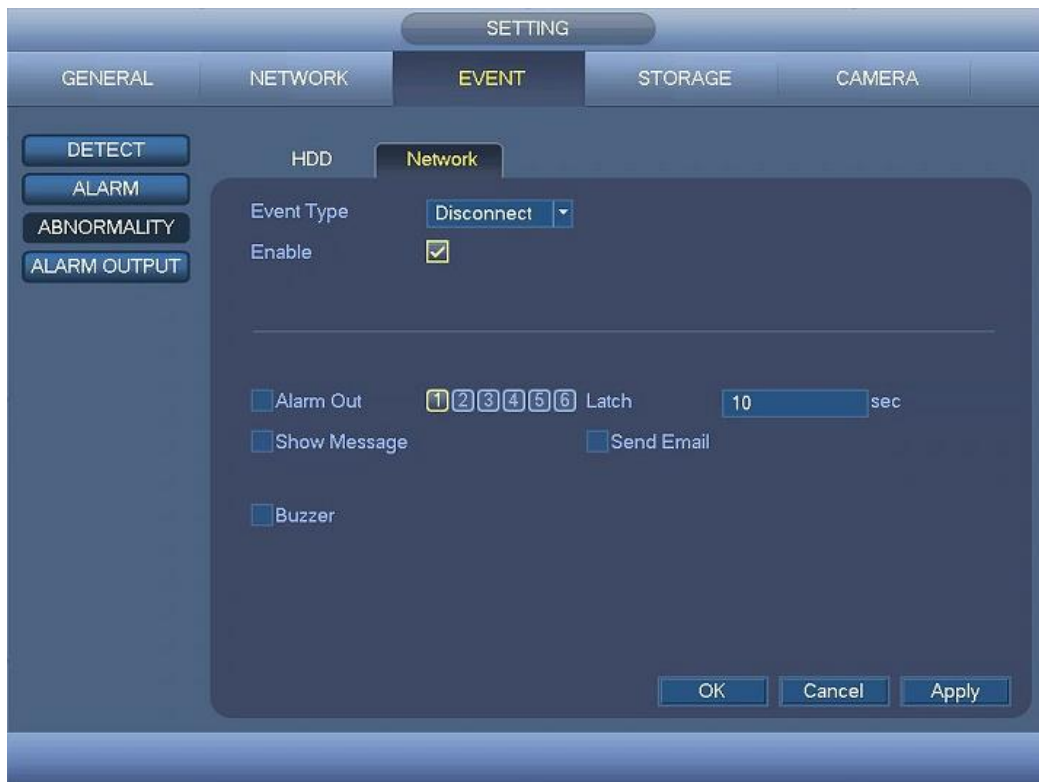 SETTING
GENERAL NETWORK EVENT STORAGE CAMERA
DETECT
ALARM
ABNORMALITY
ALARM OUTPUT
HDD Network
Event Type Disconnect
Enable
Alarm Out 1 2 3 4 5 6 Latch 10 sec
Show Message Send Email
Buzzer
OK Cancel Apply